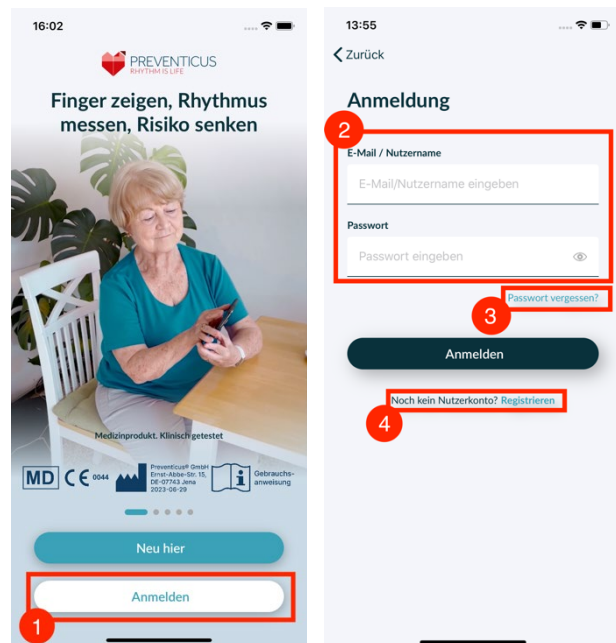 16:02
PREVENTICUS
RHYTHM IS LIFE
Finger zeigen, Rhythmus
messen, Risiko senken
Medizinprodukt. Klinisch getestet
MD
CE 0044
Preventicus® GmbH
Ernst-Abbe-Str. 15,
DE-07743 Jena
2023-06-29
i
Gebrauchs-
anweisung
Neu hier
Anmelden
1
13:55
Zurück
Anmeldung
2
E-Mail / Nutzername
E-Mail/Nutzername eingeben
Passwort
Passwort eingeben
Passwort vergessen?
3
Anmelden
Noch kein Nutzerkonto? Registrieren
4